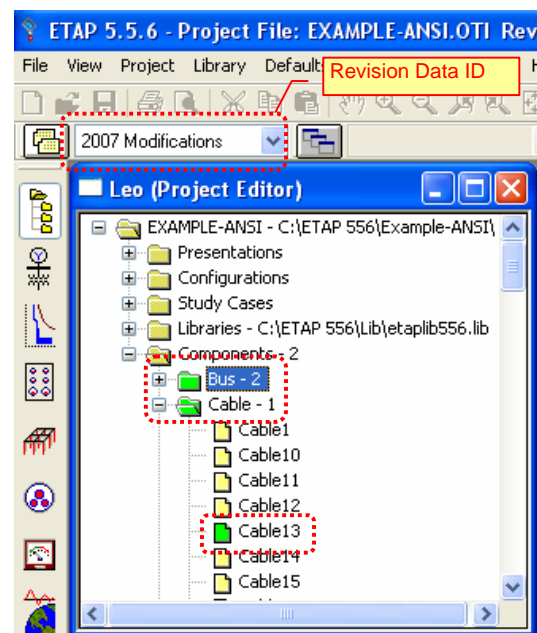 ETAP 5.5.6 - Project File: EXAMPLE-ANSI.OTI Rev
File View Project Library Defaults
Revision Data ID
2007 Modifications
Leo (Project Editor)
EXAMPLE-ANSI - C:\ETAP 556\Example-ANSI\
Presentations
Configurations
Study Cases
Libraries - C:\ETAP 556\Lib\etaplib556.lib
Components - 2
Bus - 2
Cable - 1
Cable1
Cable10
Cable11
Cable12
Cable13
Cable14
Cable15